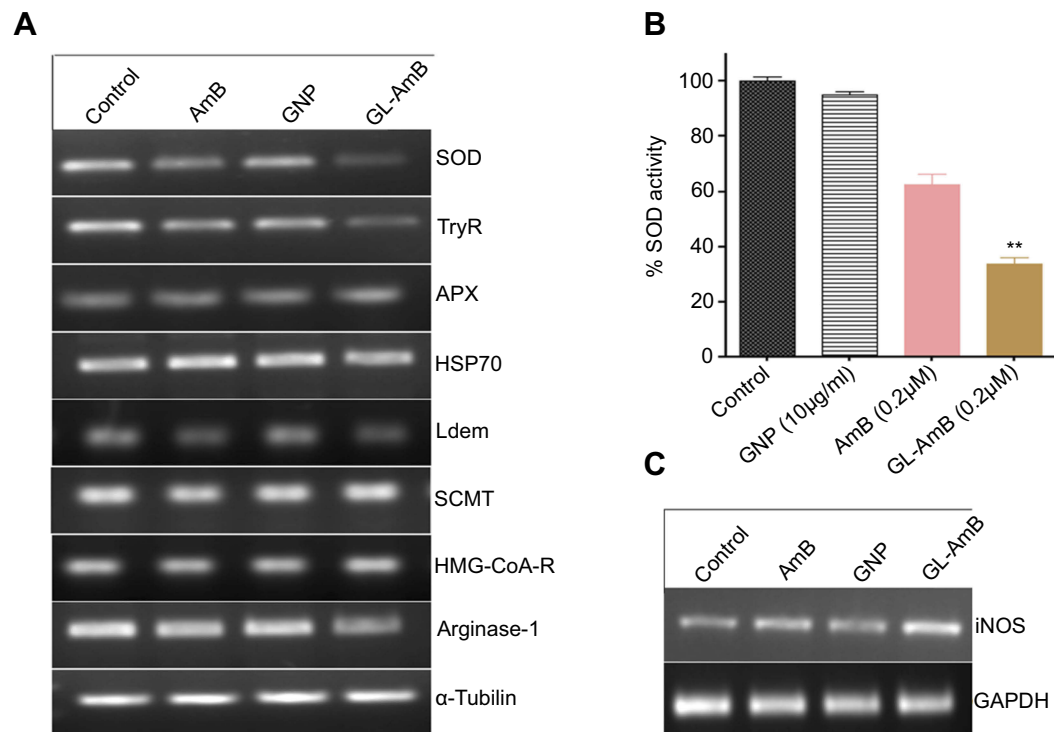 A
Control
AmB
GNP
GL-AmB
SOD
TryR
APX
HSP70
Ldem
SCMT
HMG-CoA-R
Arginase-1
α-Tubilin
B
% SOD activity
100
80
60
40
20
0
**
Control
GNP (10µg/ml)
AmB (0.2µM)
GL-AmB (0.2µM)
C
Control
AmB
GNP
GL-AmB
iNOS
GAPDH